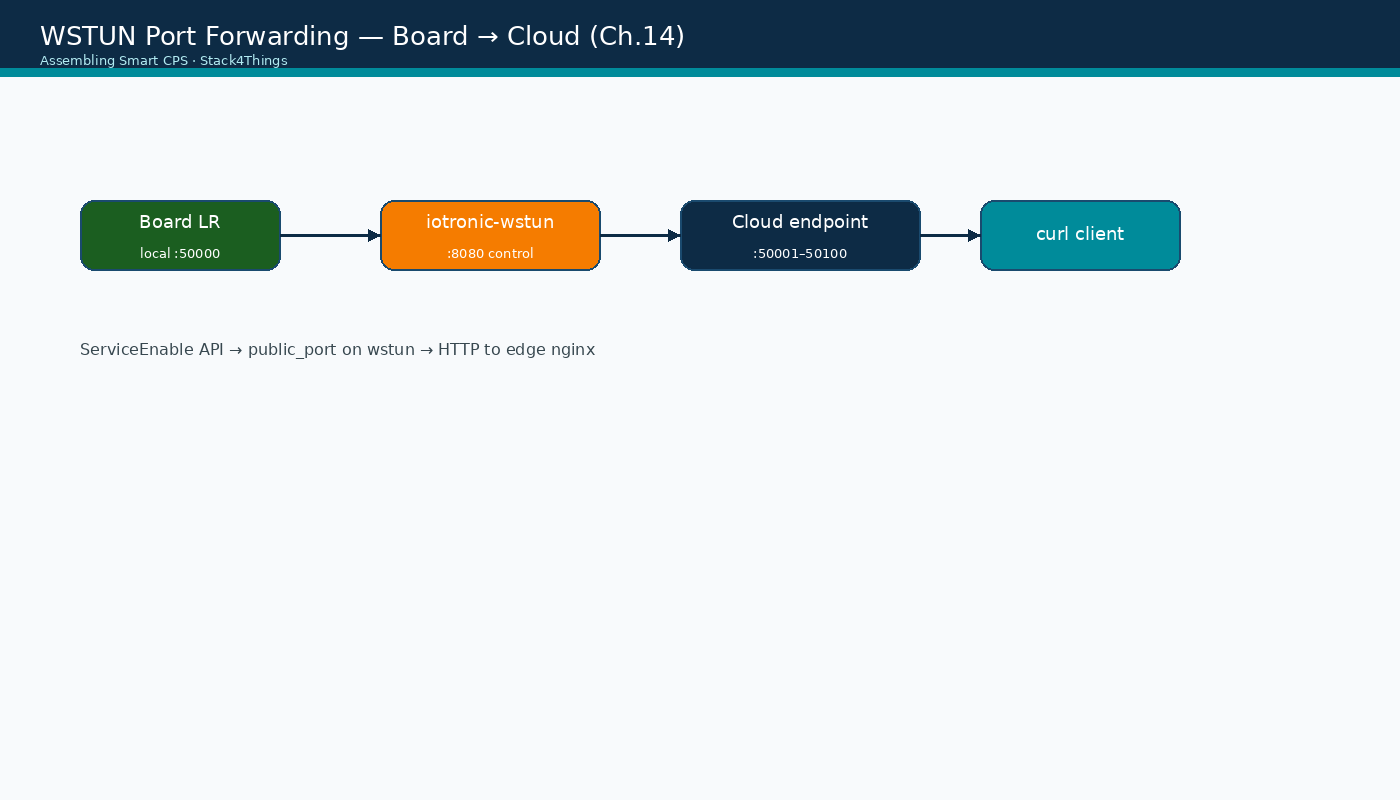 WSTUN Port Forwarding — Board → Cloud (Ch.14)
Assembling Smart CPS · Stack4Things
Board LR
local :50000
iotronic-wstun
:8080 control
Cloud endpoint
:50001–50100
curl client
ServiceEnable API → public_port on wstun → HTTP to edge nginx